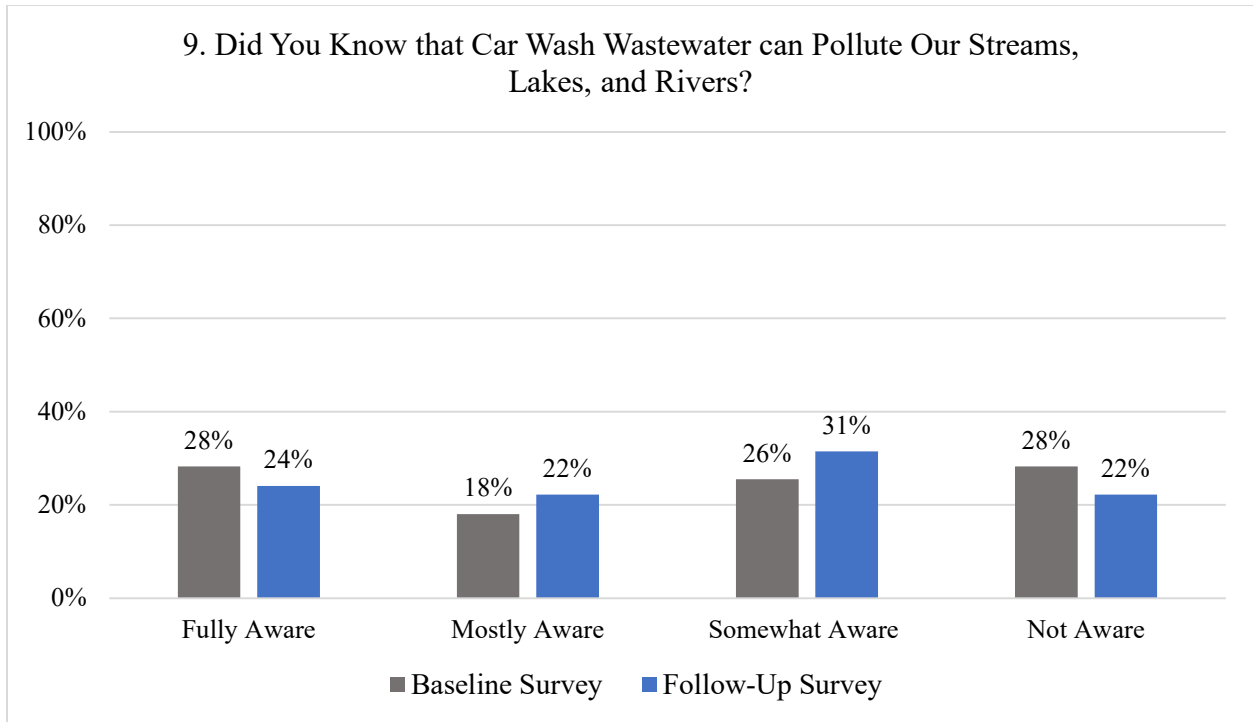 9. Did You Know that Car Wash Wastewater can Pollute Our Streams,
Lakes, and Rivers?
100%
80%
60%
40%
20%
0%
28%
24%
18%
22%
26%
31%
28%
22%
Fully Aware
Mostly Aware
Somewhat Aware
Not Aware
Baseline Survey
Follow-Up Survey